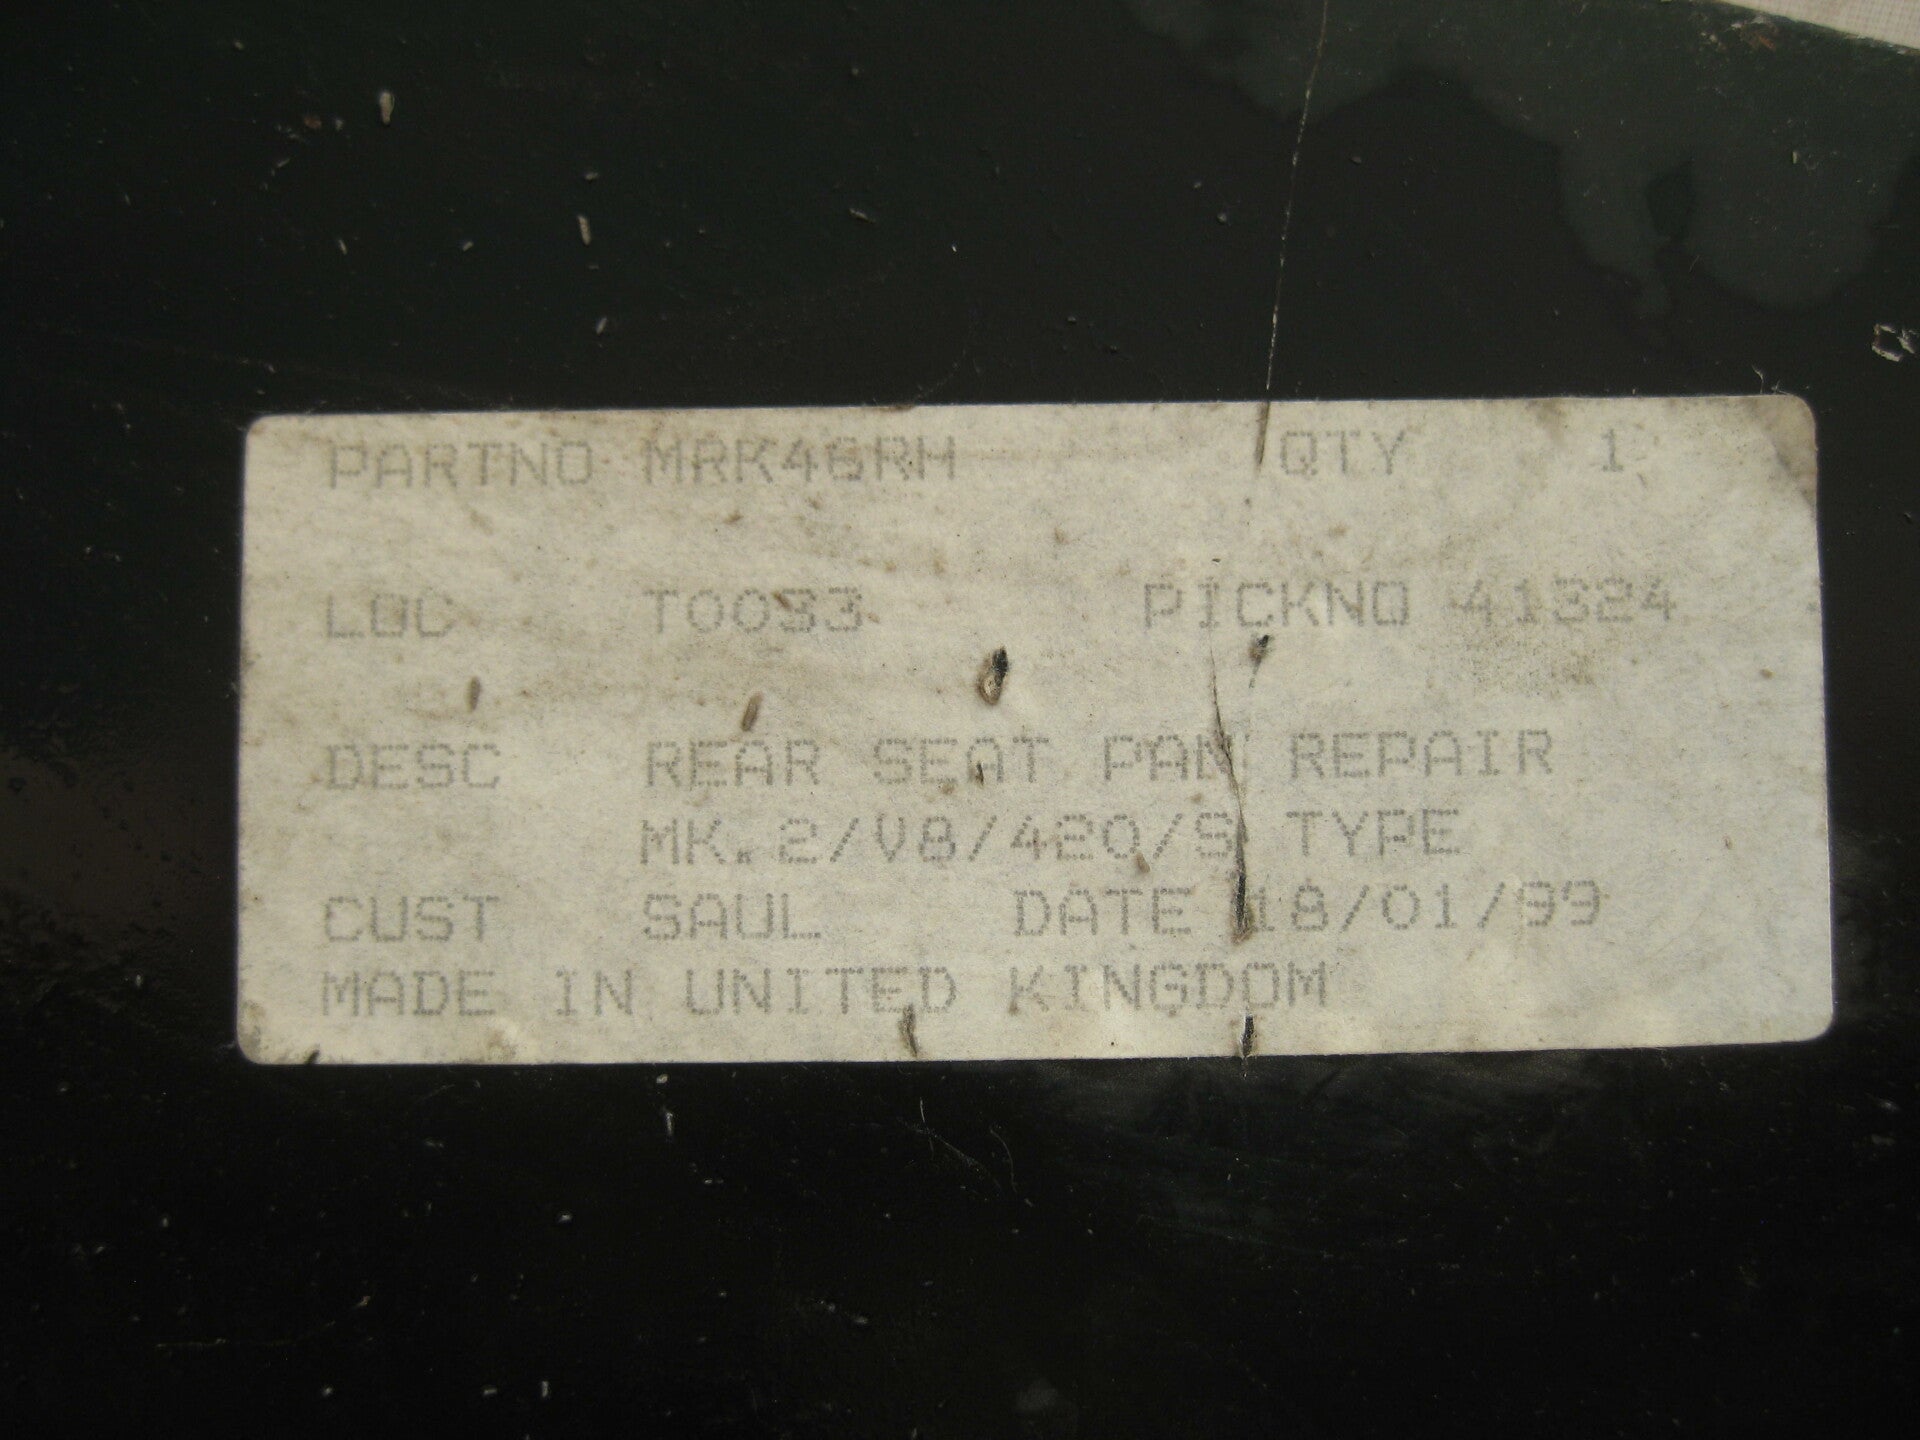 PARTNO MRK46RH QTY 1
LOC T0033 PICKNO 41324
DESC REAR SEAT PAN REPAIR
MK.2/V8/420/S TYPE
CUST SAUL DATE 18/01/99
MADE IN UNITED KINGDOM